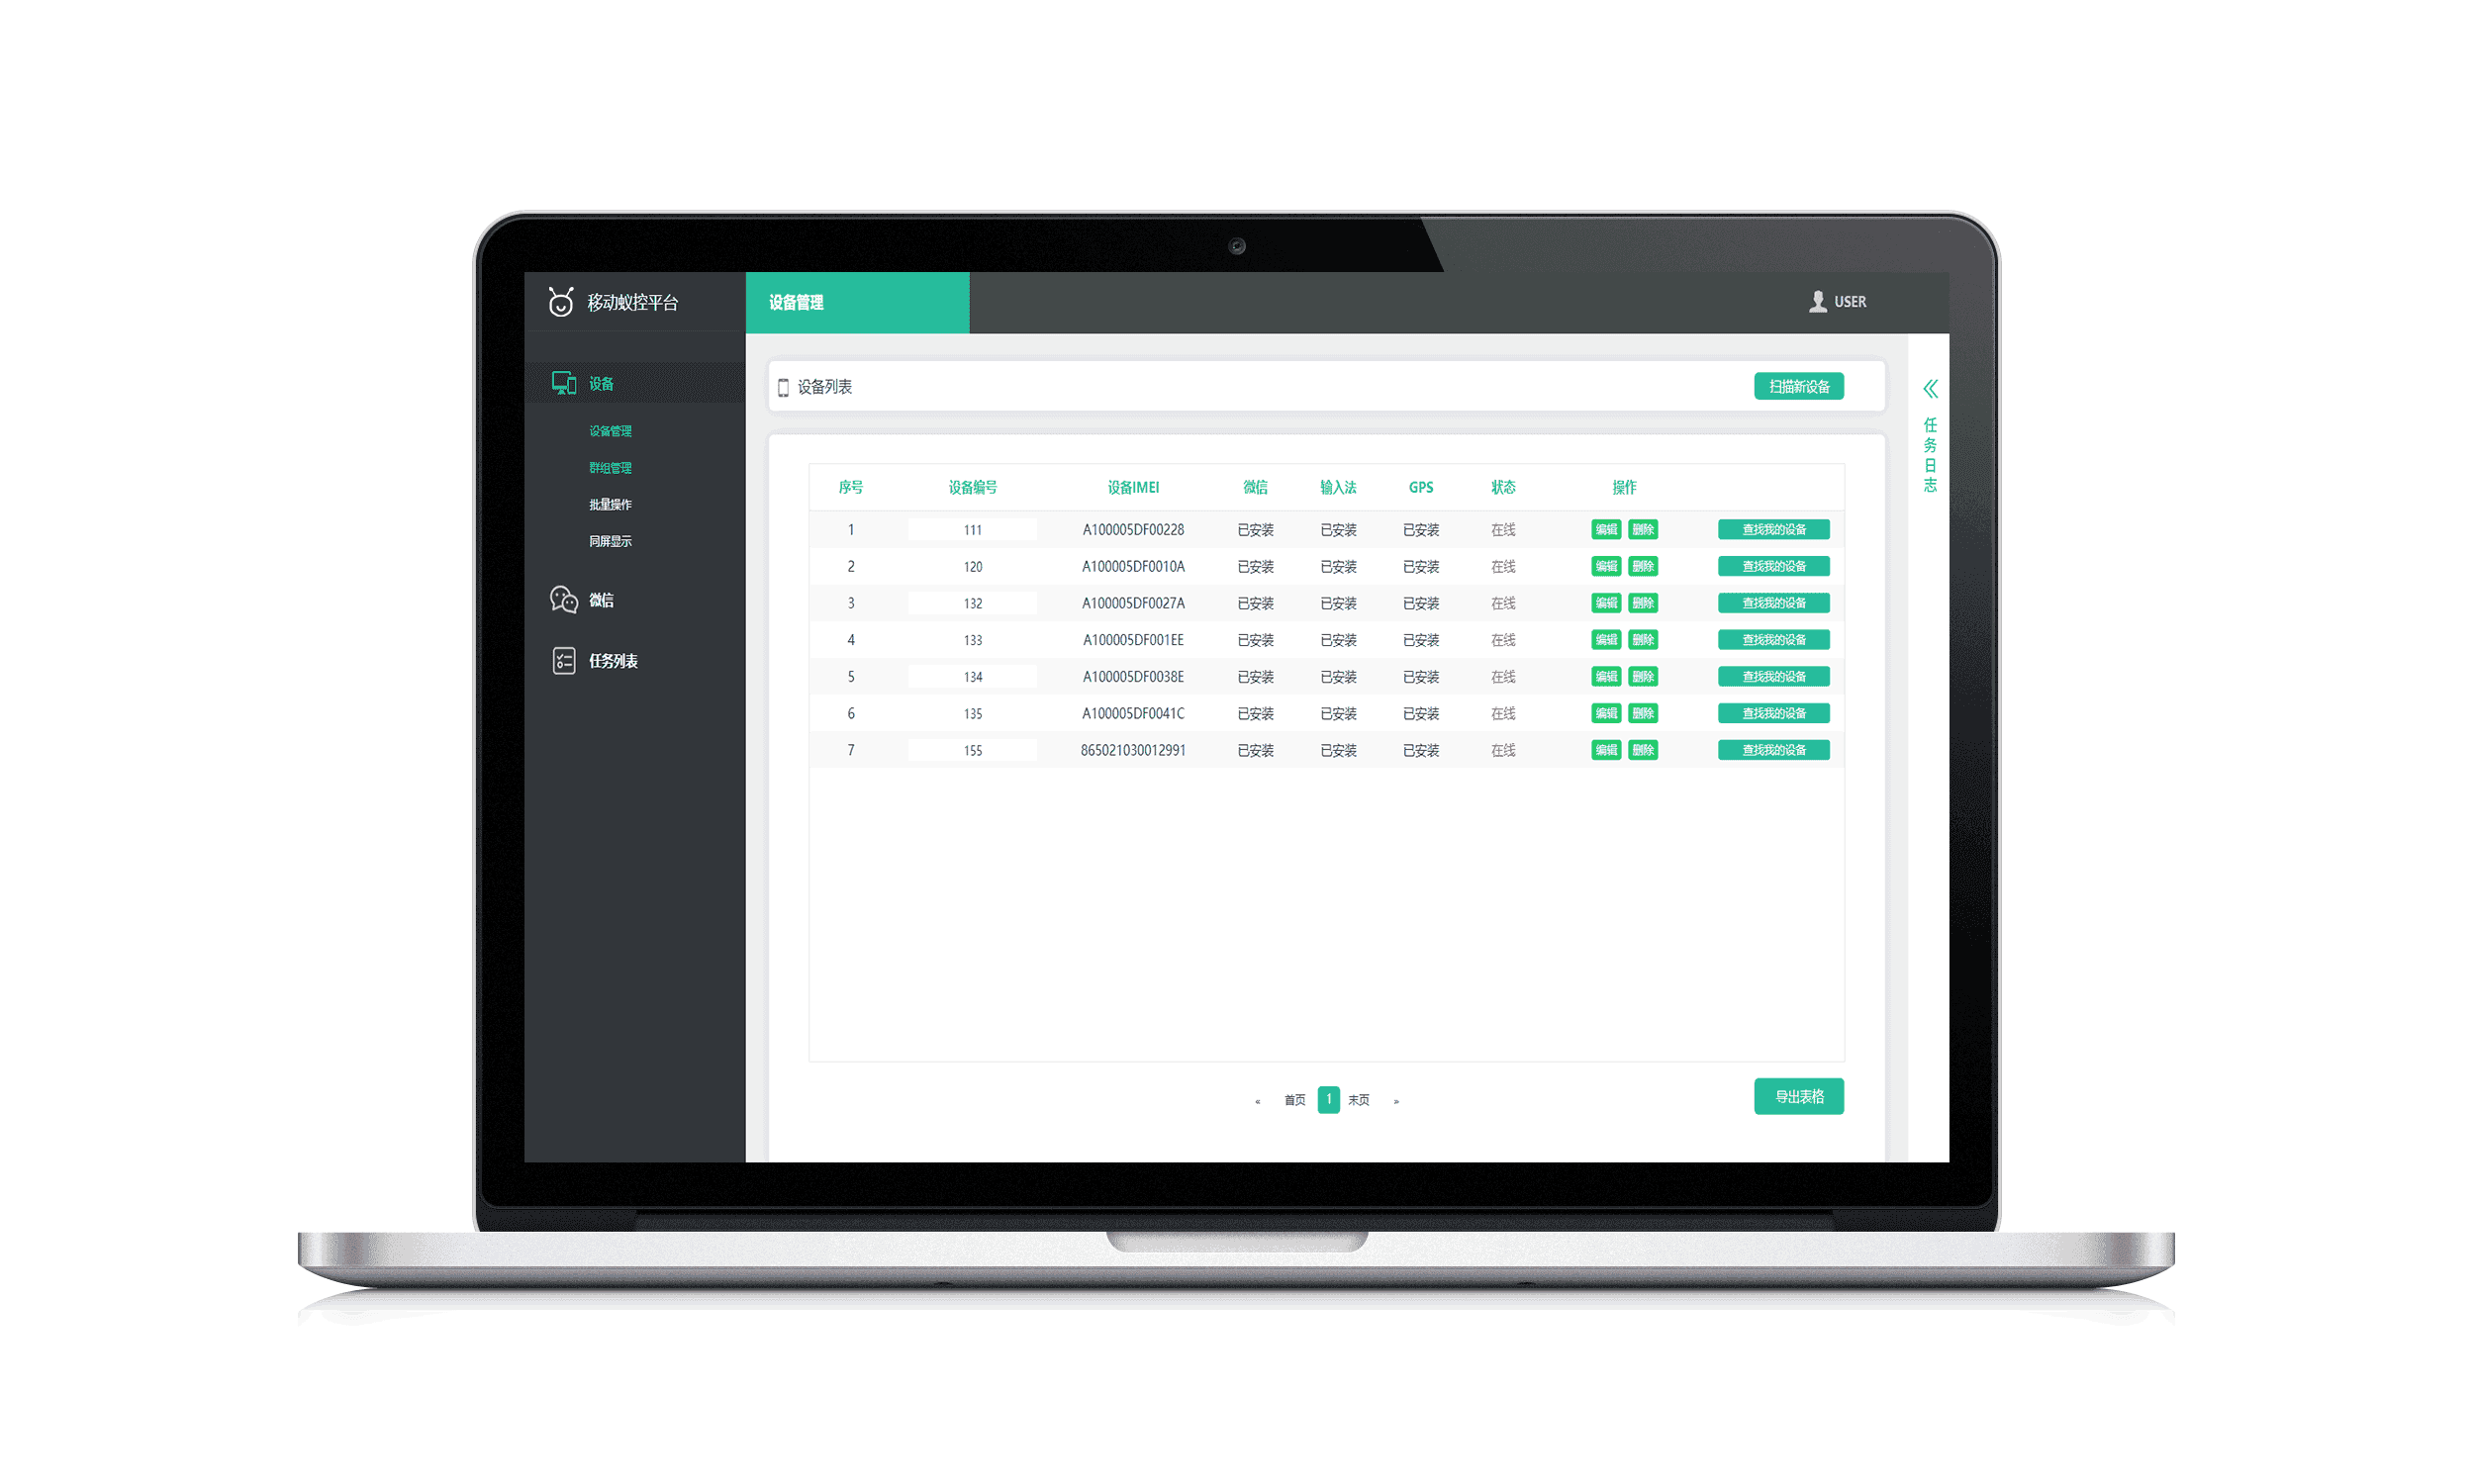 移动蚁控平台
设备管理
USER
设备
设备管理
群组管理
批量操作
同屏显示
微信
任务列表
设备列表
扫描新设备
序号 设备编号 设备IMEI 微信 输入法 GPS 状态 操作
1 111 A100005DF00228 已安装 已安装 已安装 在线 编辑 删除 查找我的设备
2 120 A100005DF0010A 已安装 已安装 已安装 在线 编辑 删除 查找我的设备
3 132 A100005DF0027A 已安装 已安装 已安装 在线 编辑 删除 查找我的设备
4 133 A100005DF001EE 已安装 已安装 已安装 在线 编辑 删除 查找我的设备
5 134 A100005DF0038E 已安装 已安装 已安装 在线 编辑 删除 查找我的设备
6 135 A100005DF0041C 已安装 已安装 已安装 在线 编辑 删除 查找我的设备
7 155 865021030012991 已安装 已安装 已安装 在线 编辑 删除 查找我的设备
« 首页 1 末页 »
导出表格
任务日志